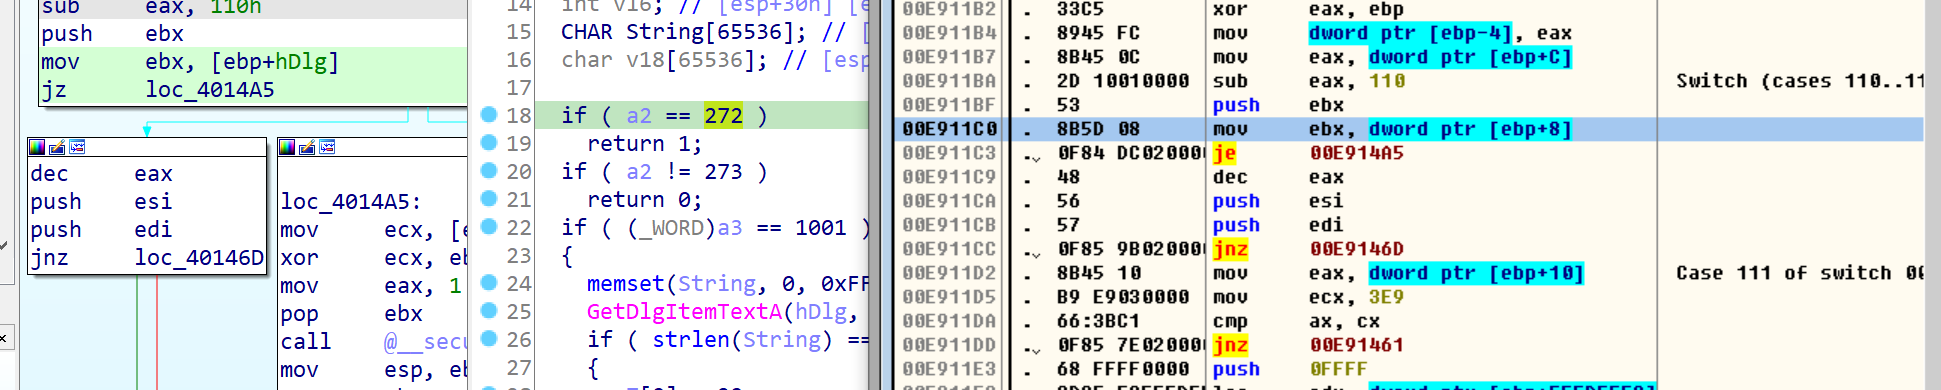 sub eax, 110h
push ebx
mov ebx, [ebp+hDlg]
jz loc_4014A5
dec eax
push esi
push edi
jnz loc_40146D
loc_4014A5:
mov ecx, [e
xor ecx, eb
mov eax, 1
pop ebx
call @__secu
mov esp, eb
14 int v16; // [esp+30h] [e
15 CHAR String[65536]; // [
16 char v18[65536]; // [esp
17
18 if ( a2 == 272 )
19 return 1;
20 if ( a2 != 273 )
21 return 0;
22 if ( (_WORD)a3 == 1001 )
23 {
24 memset(String, 0, 0xFF
25 GetDlgItemTextA(hDlg,
26 if ( strlen(String) ==
27 {
00E911B2 . 33C5 xor eax, ebp
00E911B4 . 8945 FC mov dword ptr [ebp-4], eax
00E911B7 . 8B45 0C mov eax, dword ptr [ebp+C]
00E911BA . 2D 10010000 sub eax, 110 Switch (cases 110..11
00E911BF . 53 push ebx
00E911C0 . 8B5D 08 mov ebx, dword ptr [ebp+8]
00E911C3 .v 0F84 DC020000 je 00E914A5
00E911C9 . 48 dec eax
00E911CA . 56 push esi
00E911CB . 57 push edi
00E911CC .v 0F85 9B020000 jnz 00E9146D
00E911D2 . 8B45 10 mov eax, dword ptr [ebp+10] Case 111 of switch 00
00E911D5 . B9 E9030000 mov ecx, 3E9
00E911DA . 66:3BC1 cmp ax, cx
00E911DD .v 0F85 7E020000 jnz 00E91461
00E911E3 . 68 FFFF0000 push 0FFFF